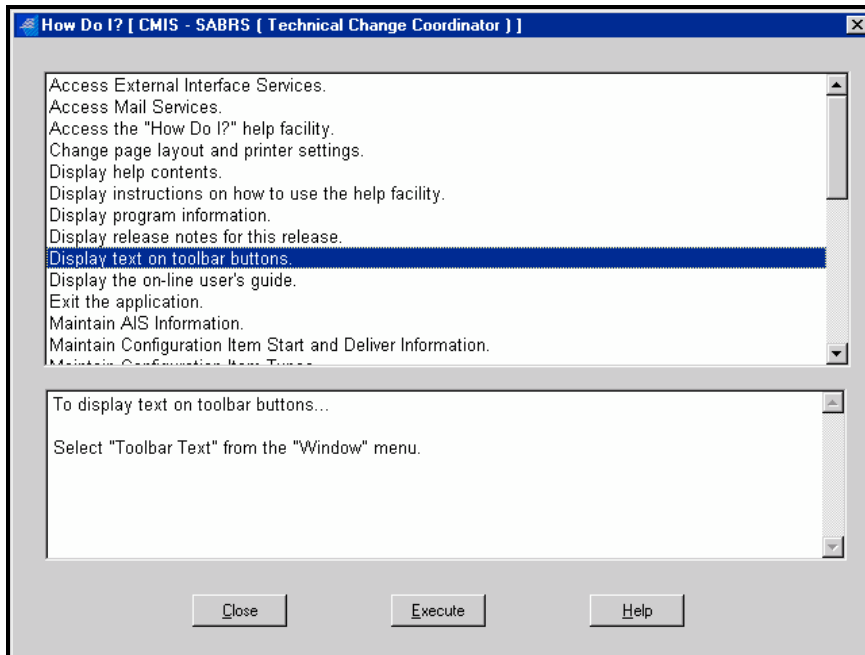 How Do I? [ CMIS - SABRS ( Technical Change Coordinator ) ]
Access External Interface Services.
Access Mail Services.
Access the "How Do I?" help facility.
Change page layout and printer settings.
Display help contents.
Display instructions on how to use the help facility.
Display program information.
Display release notes for this release.
Display text on toolbar buttons.
Display the on-line user's guide.
Exit the application.
Maintain AIS Information.
Maintain Configuration Item Start and Deliver Information.
Maintain Configuration Item Types.
To display text on toolbar buttons...
Select "Toolbar Text" from the "Window" menu.
Close
Execute
Help